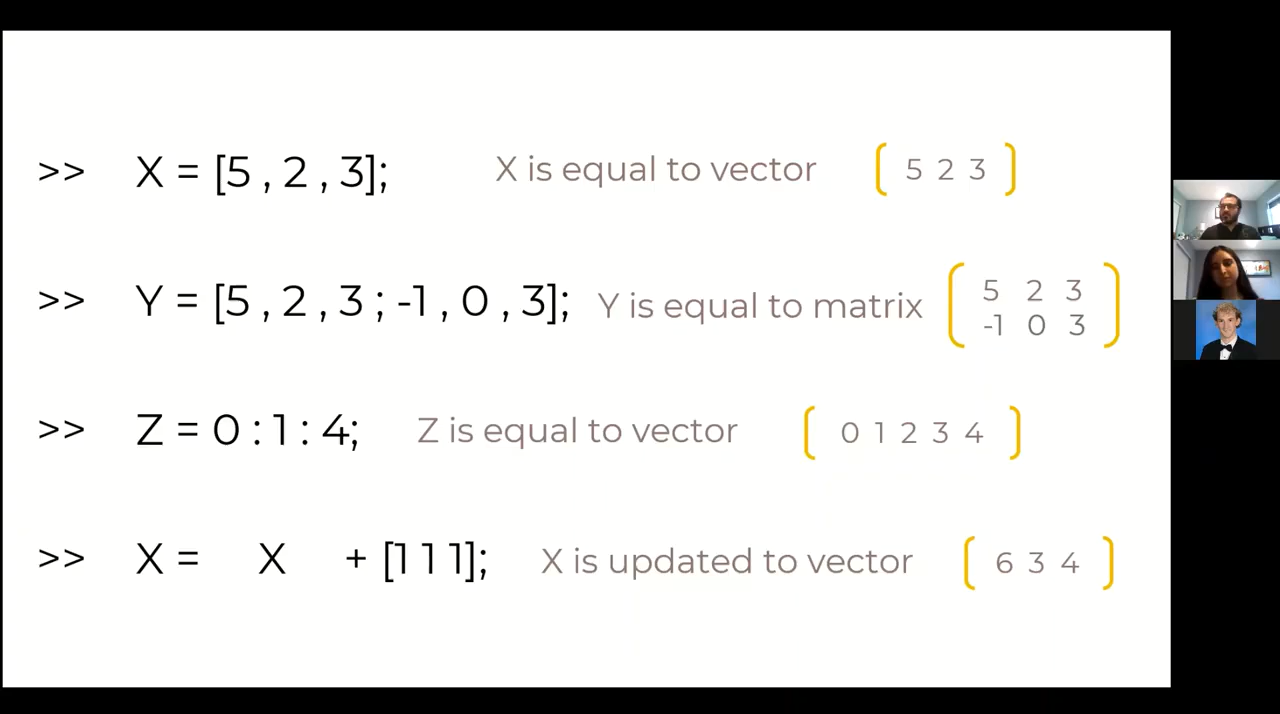 >> X = [5 , 2 , 3]; X is equal to vector ( 5 2 3 )
>> Y = [5 , 2 , 3 ; -1 , 0 , 3]; Y is equal to matrix ( 5 2 3
-1 0 3 )
>> Z = 0 : 1 : 4; Z is equal to vector ( 0 1 2 3 4 )
>> X = X + [1 1 1]; X is updated to vector ( 6 3 4 )